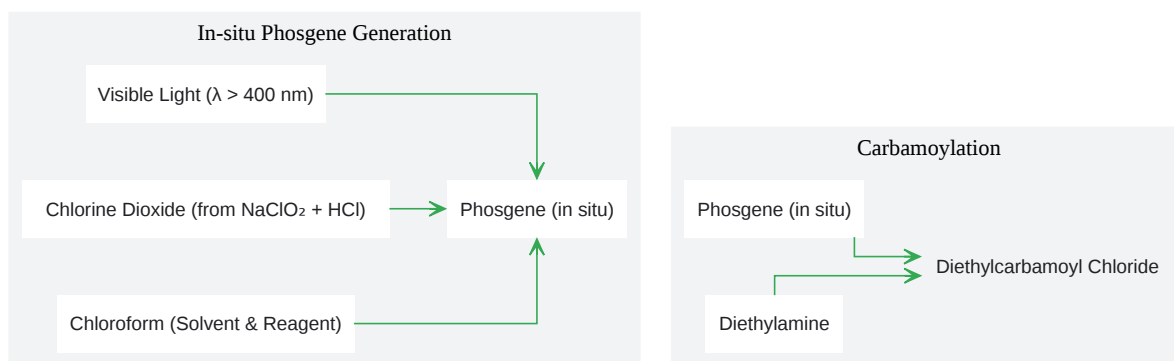 In-situ Phosgene Generation
Visible Light (λ > 400 nm)
Chlorine Dioxide (from NaClO₂ + HCl)
Phosgene (in situ)
Chloroform (Solvent & Reagent)
Carbamoylation
Phosgene (in situ)
Diethylcarbamoyl Chloride
Diethylamine